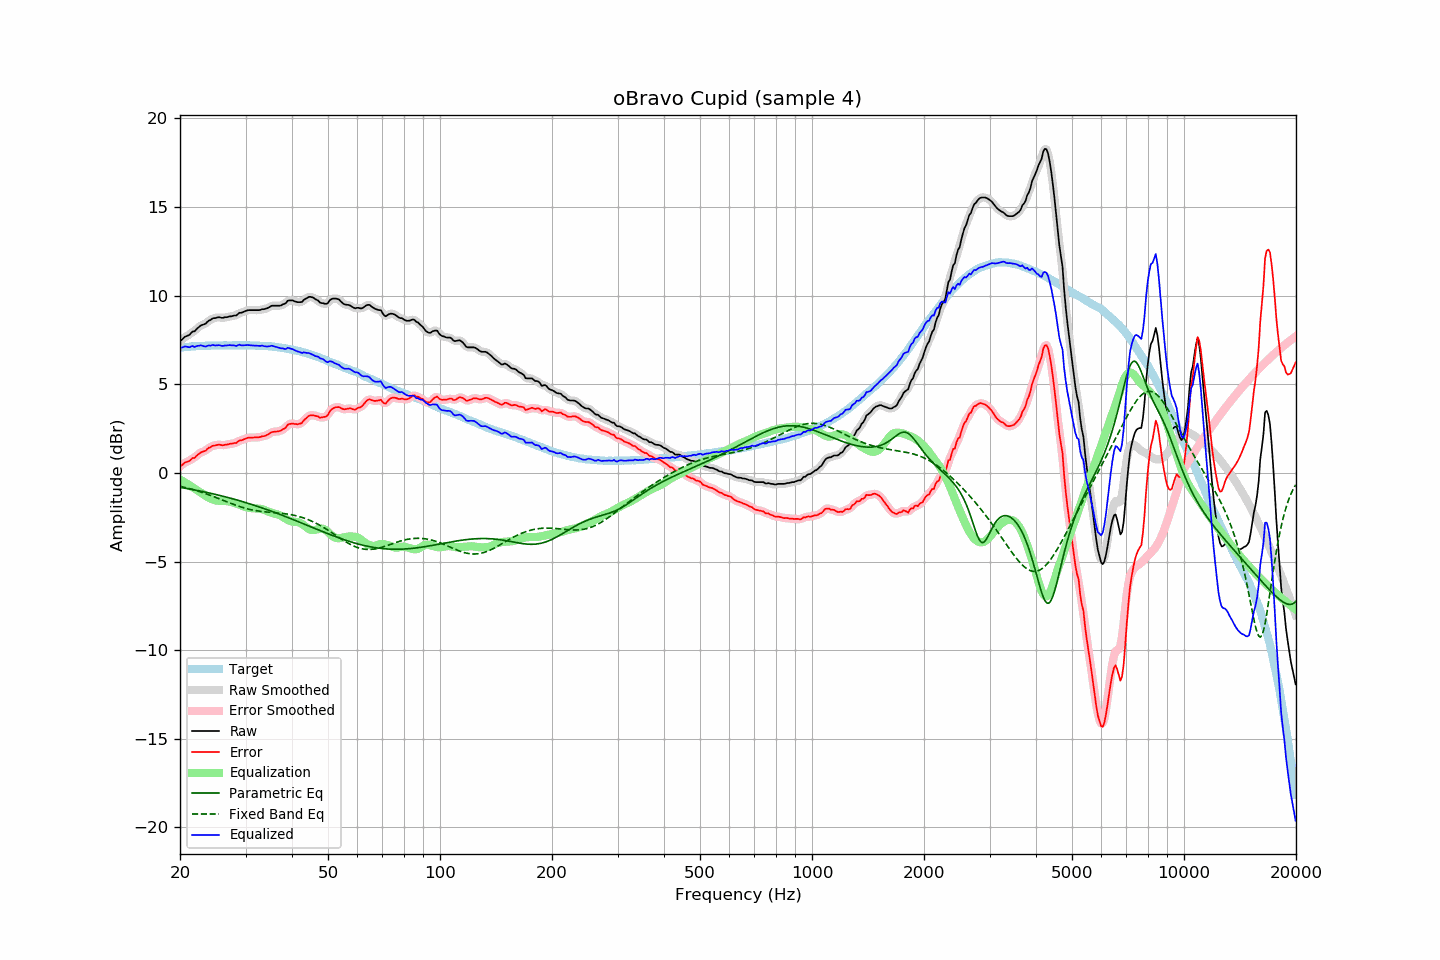 oBravo Cupid (sample 4)
Amplitude (dBr)
20
15
10
5
0
−5
−10
−15
−20
Target
Raw Smoothed
Error Smoothed
Raw
Error
Equalization
Parametric Eq
Fixed Band Eq
Equalized
20 50 100 200 500 1000 2000 5000 10000 20000
Frequency (Hz)